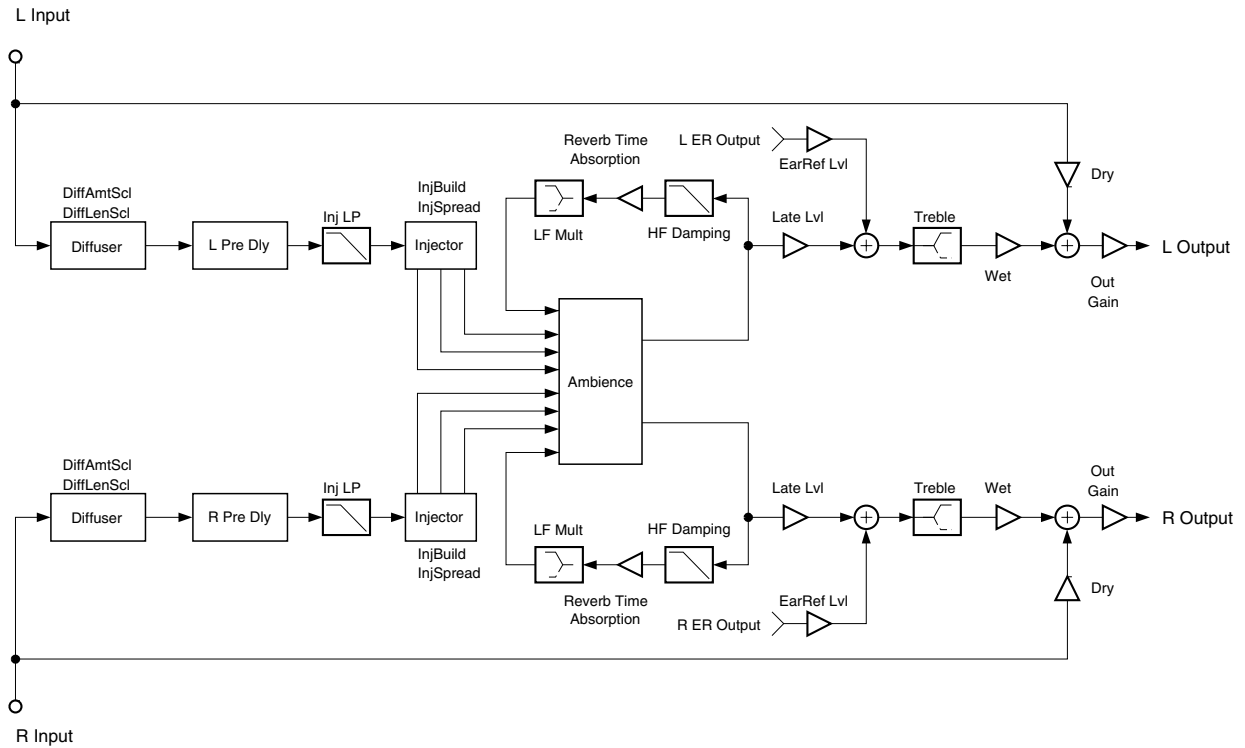 L Input
Reverb Time
Absorption
L ER Output
EarRef Lvl
Dry
DiffAmtScl
DiffLenScl
Diffuser
L Pre Dly
Inj LP
InjBuild
InjSpread
Injector
LF Mult
HF Damping
Late Lvl
Treble
Wet
Out
Gain
L Output
Ambience
DiffAmtScl
DiffLenScl
Diffuser
R Pre Dly
Inj LP
Injector
InjBuild
InjSpread
LF Mult
HF Damping
Reverb Time
Absorption
Late Lvl
Treble
Wet
Out
Gain
R Output
EarRef Lvl
R ER Output
Dry
R Input